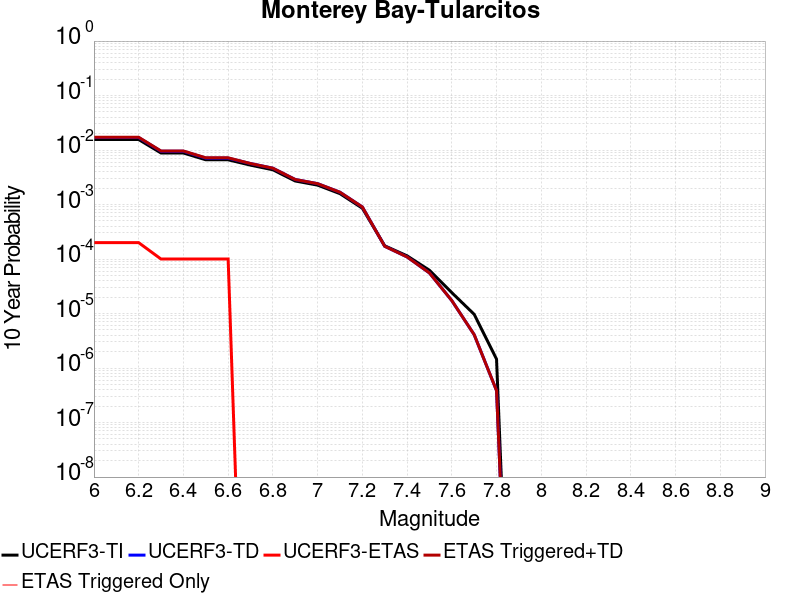 Monterey Bay-Tularcitos
10 Year Probability
10^0
10^-1
10^-2
10^-3
10^-4
10^-5
10^-6
10^-7
10^-8
6 6.2 6.4 6.6 6.8 7 7.2 7.4 7.6 7.8 8 8.2 8.4 8.6 8.8 9
Magnitude
UCERF3-TI UCERF3-TD UCERF3-ETAS ETAS Triggered+TD
ETAS Triggered Only